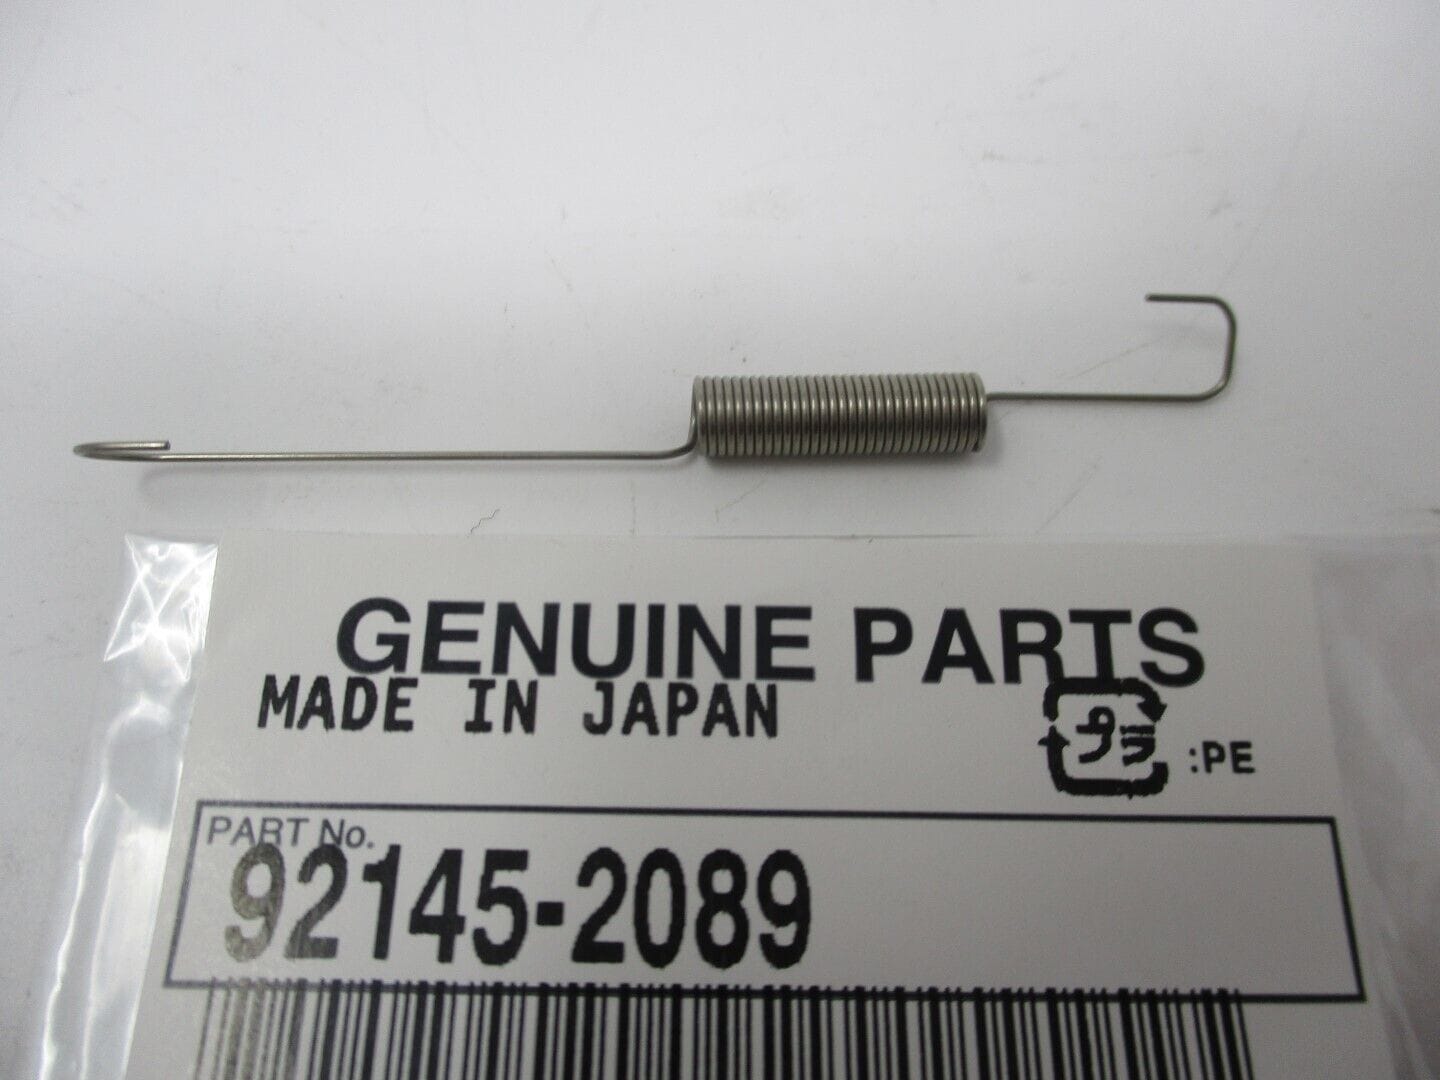 GENUINE PARTS
MADE IN JAPAN
プラ :PE
PART No.
92145-2089